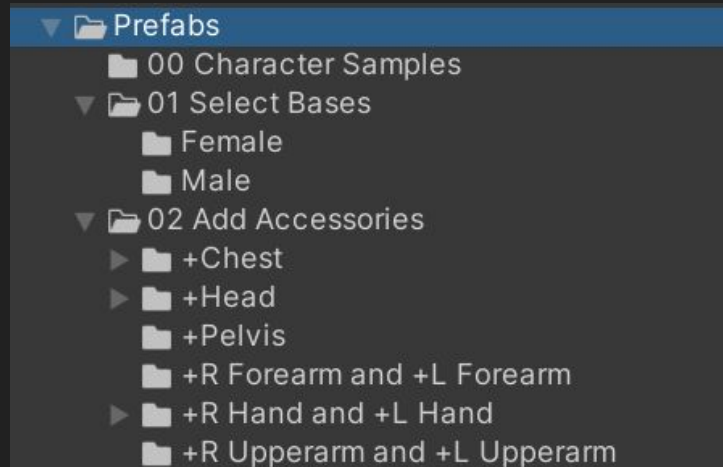 Prefabs
00 Character Samples
01 Select Bases
Female
Male
02 Add Accessories
+Chest
+Head
+Pelvis
+R Forearm and +L Forearm
+R Hand and +L Hand
+R Upperarm and +L Upperarm